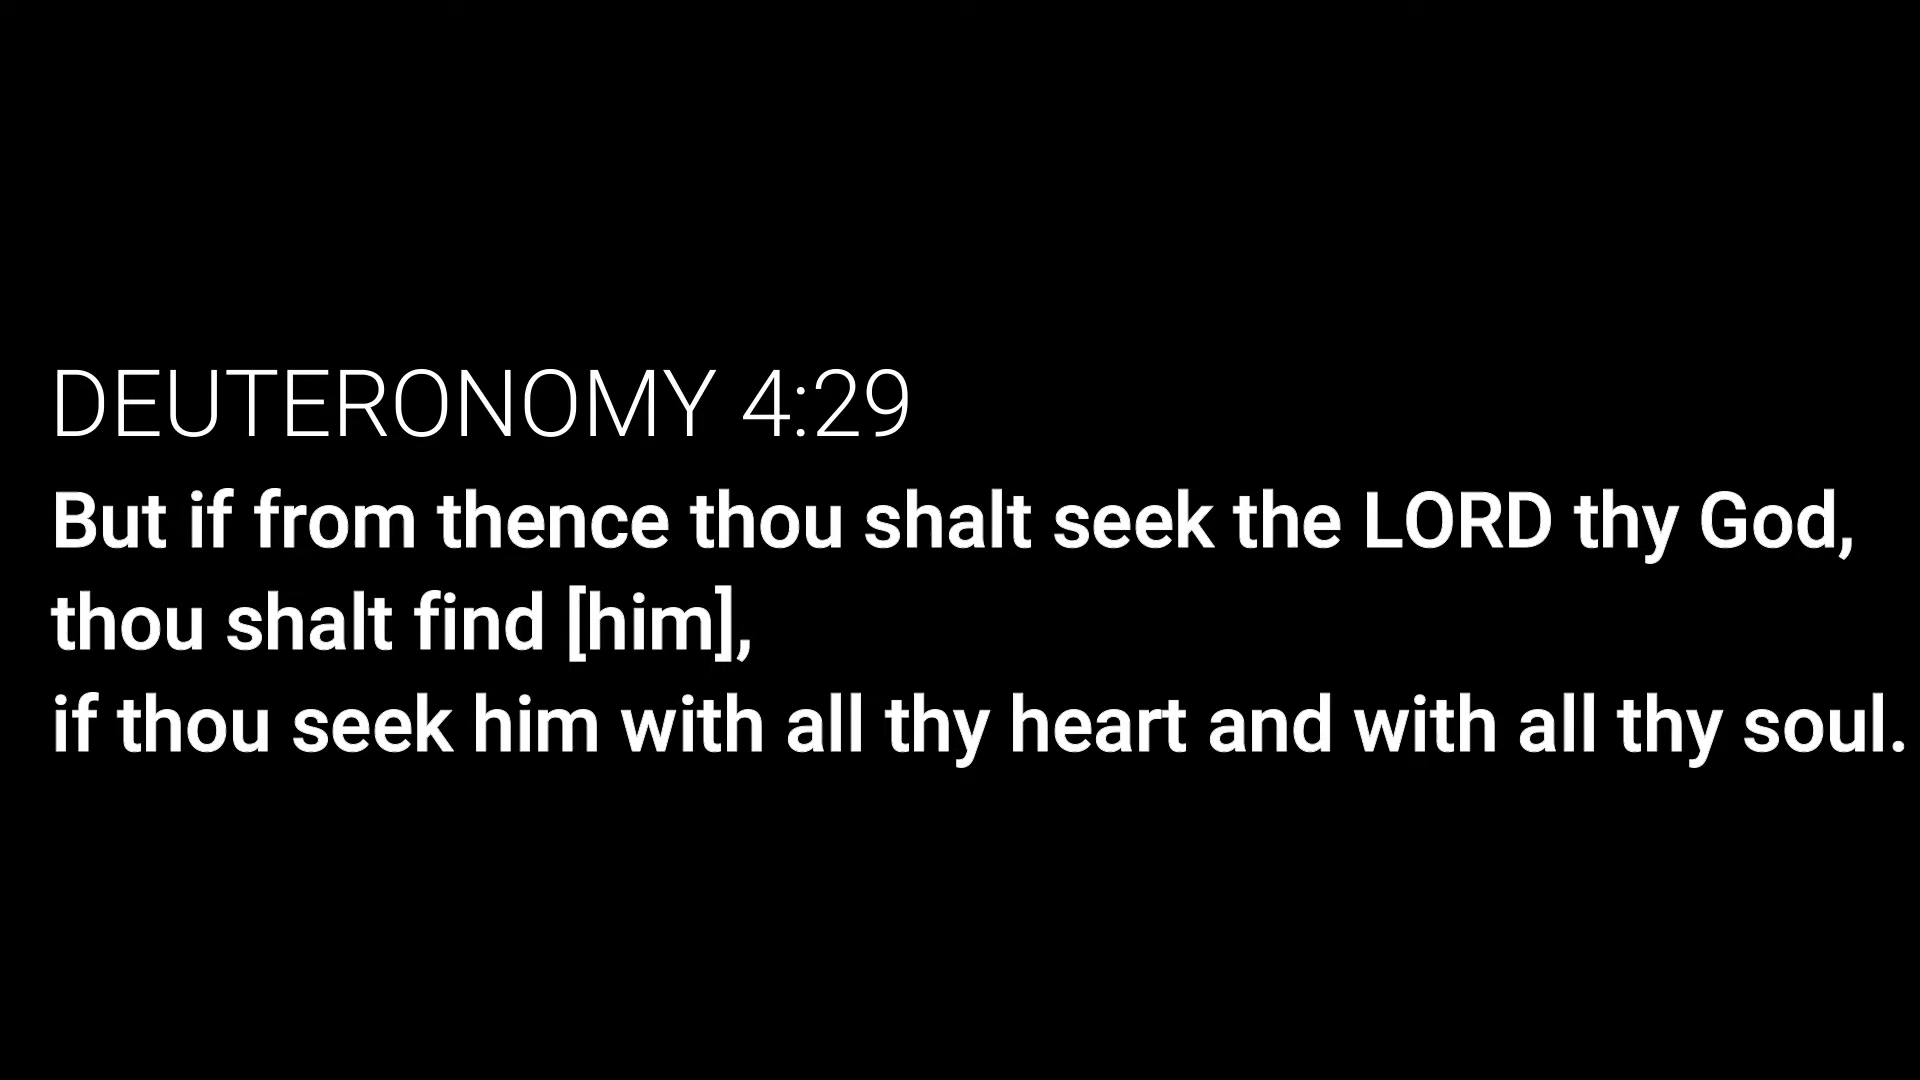 DEUTERONOMY 4:29
But if from thence thou shalt seek the LORD thy God,
thou shalt find [him],
if thou seek him with all thy heart and with all thy soul.